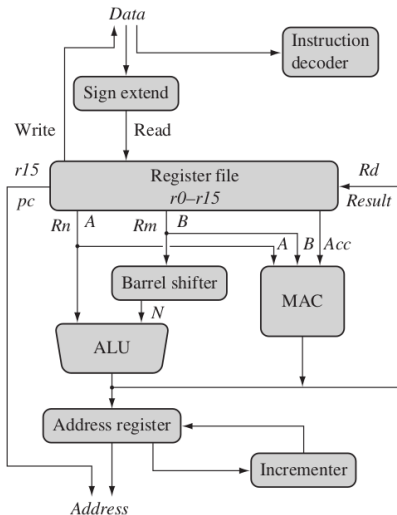 Data
Instruction
decoder
Sign extend
Write
Read
r15
Register file
Rd
pc
r0–r15
Result
Rn
A
Rm
B
A
B
Acc
Barrel shifter
MAC
N
ALU
Address register
Incrementer
Address